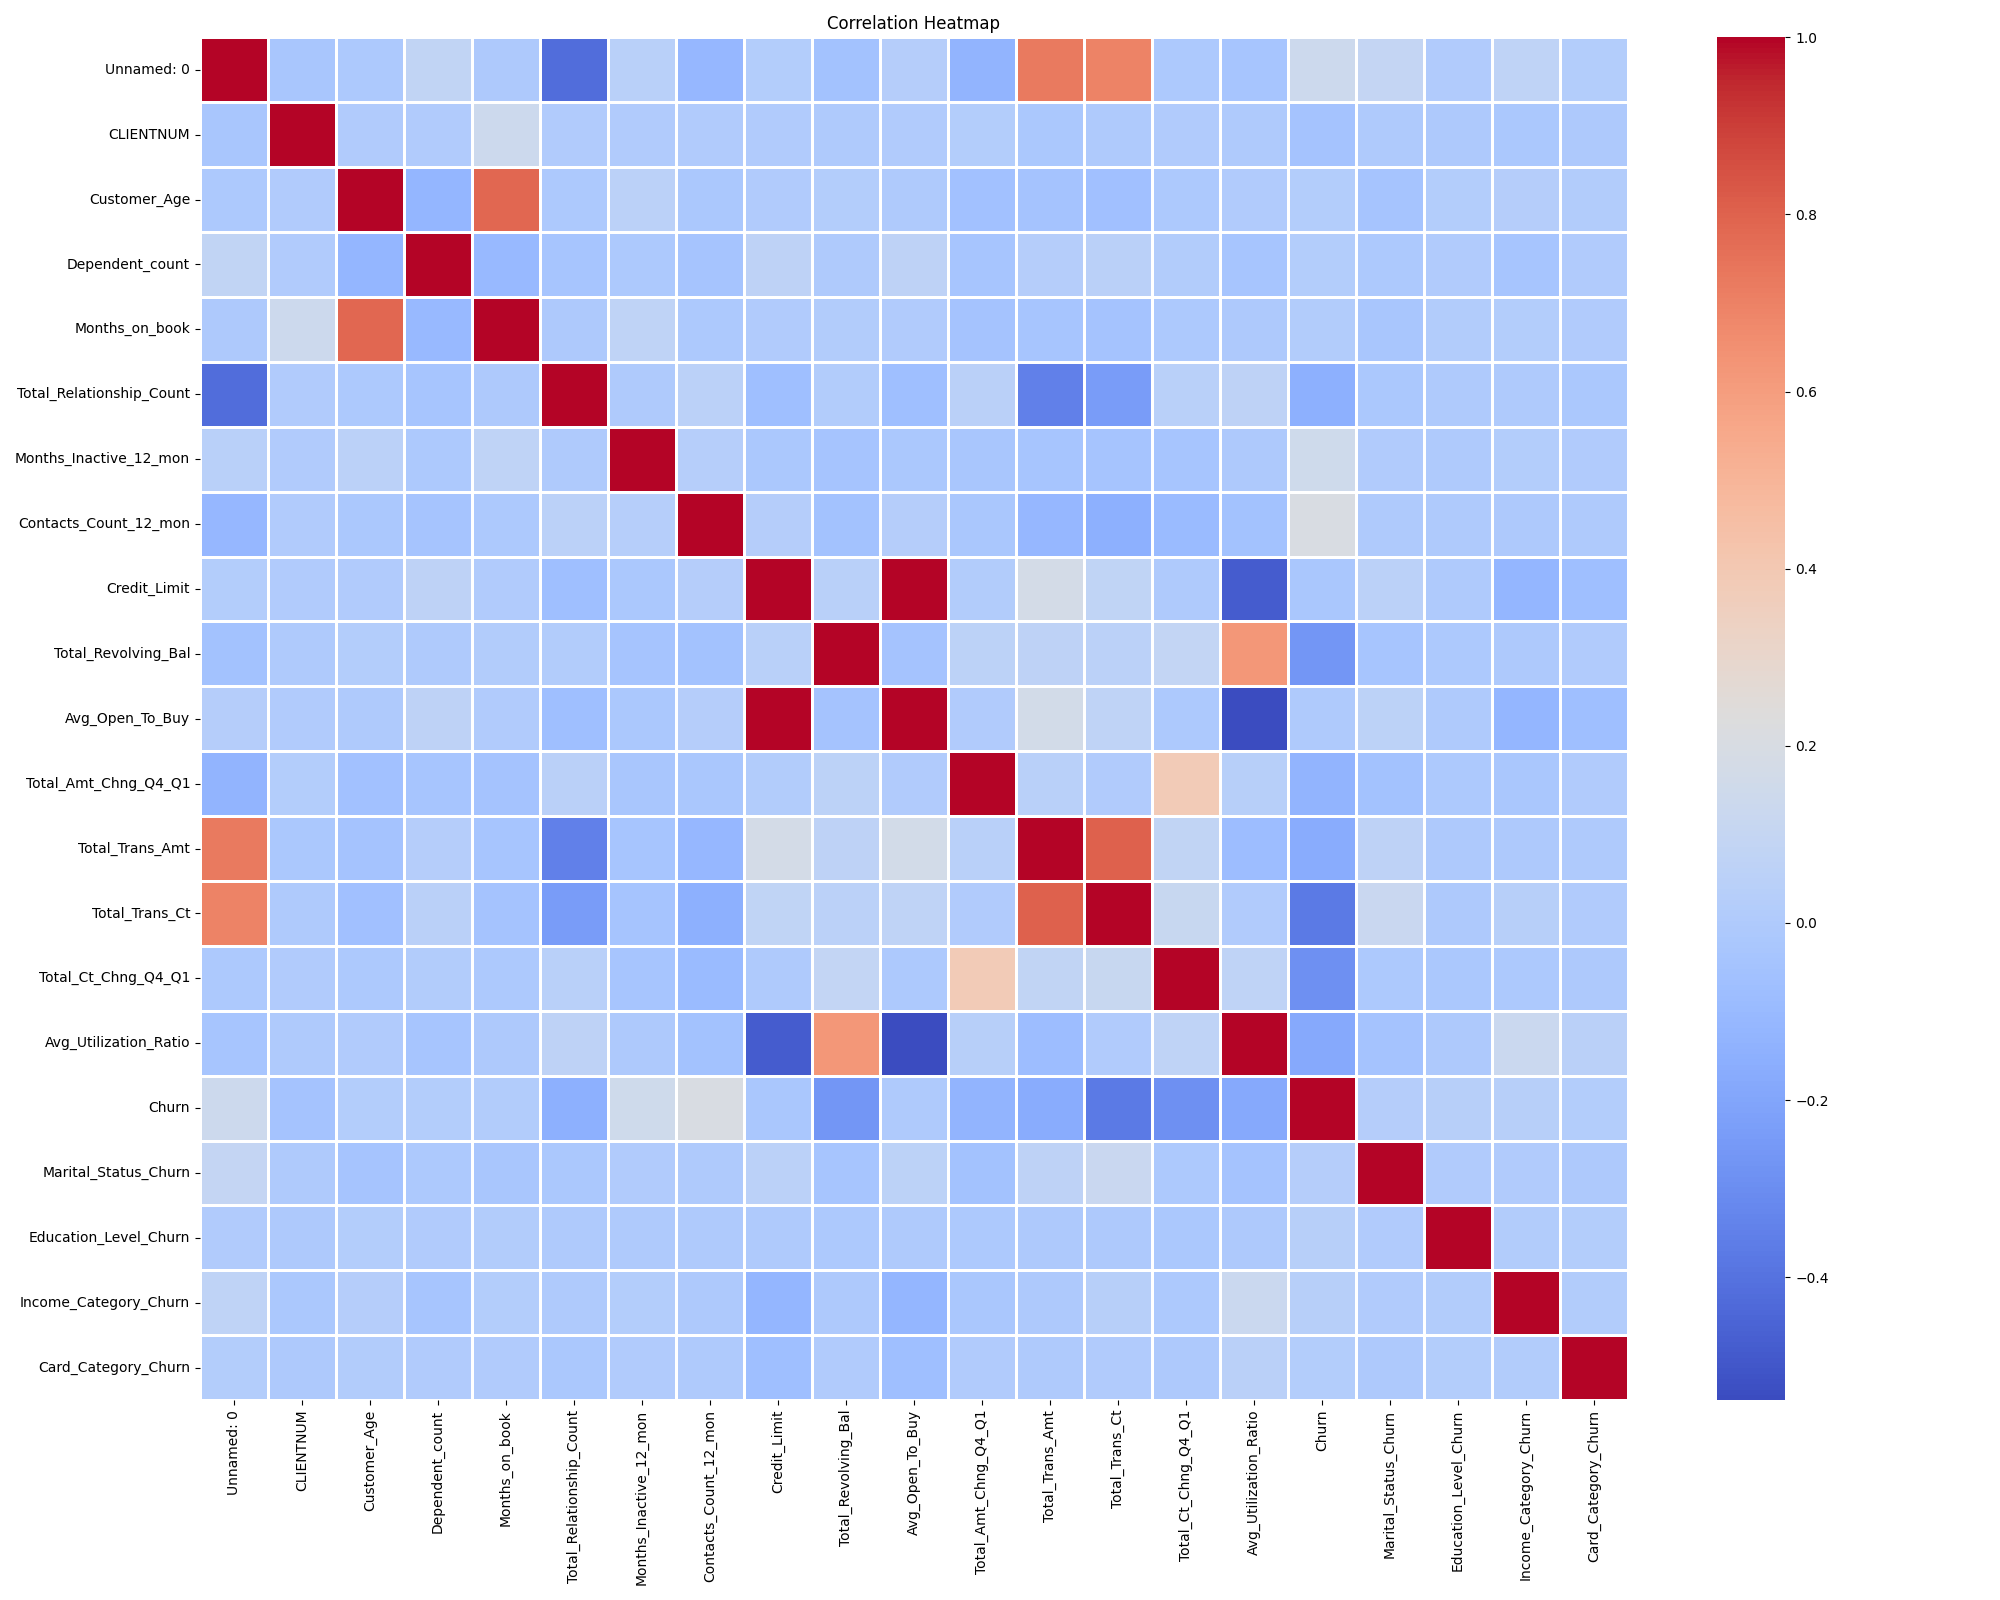 Correlation Heatmap
Unnamed: 0
CLIENTNUM
Customer_Age
Dependent_count
Months_on_book
Total_Relationship_Count
Months_Inactive_12_mon
Contacts_Count_12_mon
Credit_Limit
Total_Revolving_Bal
Avg_Open_To_Buy
Total_Amt_Chng_Q4_Q1
Total_Trans_Amt
Total_Trans_Ct
Total_Ct_Chng_Q4_Q1
Avg_Utilization_Ratio
Churn
Marital_Status_Churn
Education_Level_Churn
Income_Category_Churn
Card_Category_Churn
Unnamed: 0
CLIENTNUM
Customer_Age
Dependent_count
Months_on_book
Total_Relationship_Count
Months_Inactive_12_mon
Contacts_Count_12_mon
Credit_Limit
Total_Revolving_Bal
Avg_Open_To_Buy
Total_Amt_Chng_Q4_Q1
Total_Trans_Amt
Total_Trans_Ct
Total_Ct_Chng_Q4_Q1
Avg_Utilization_Ratio
Churn
Marital_Status_Churn
Education_Level_Churn
Income_Category_Churn
Card_Category_Churn
1.0
0.8
0.6
0.4
0.2
0.0
−0.2
−0.4